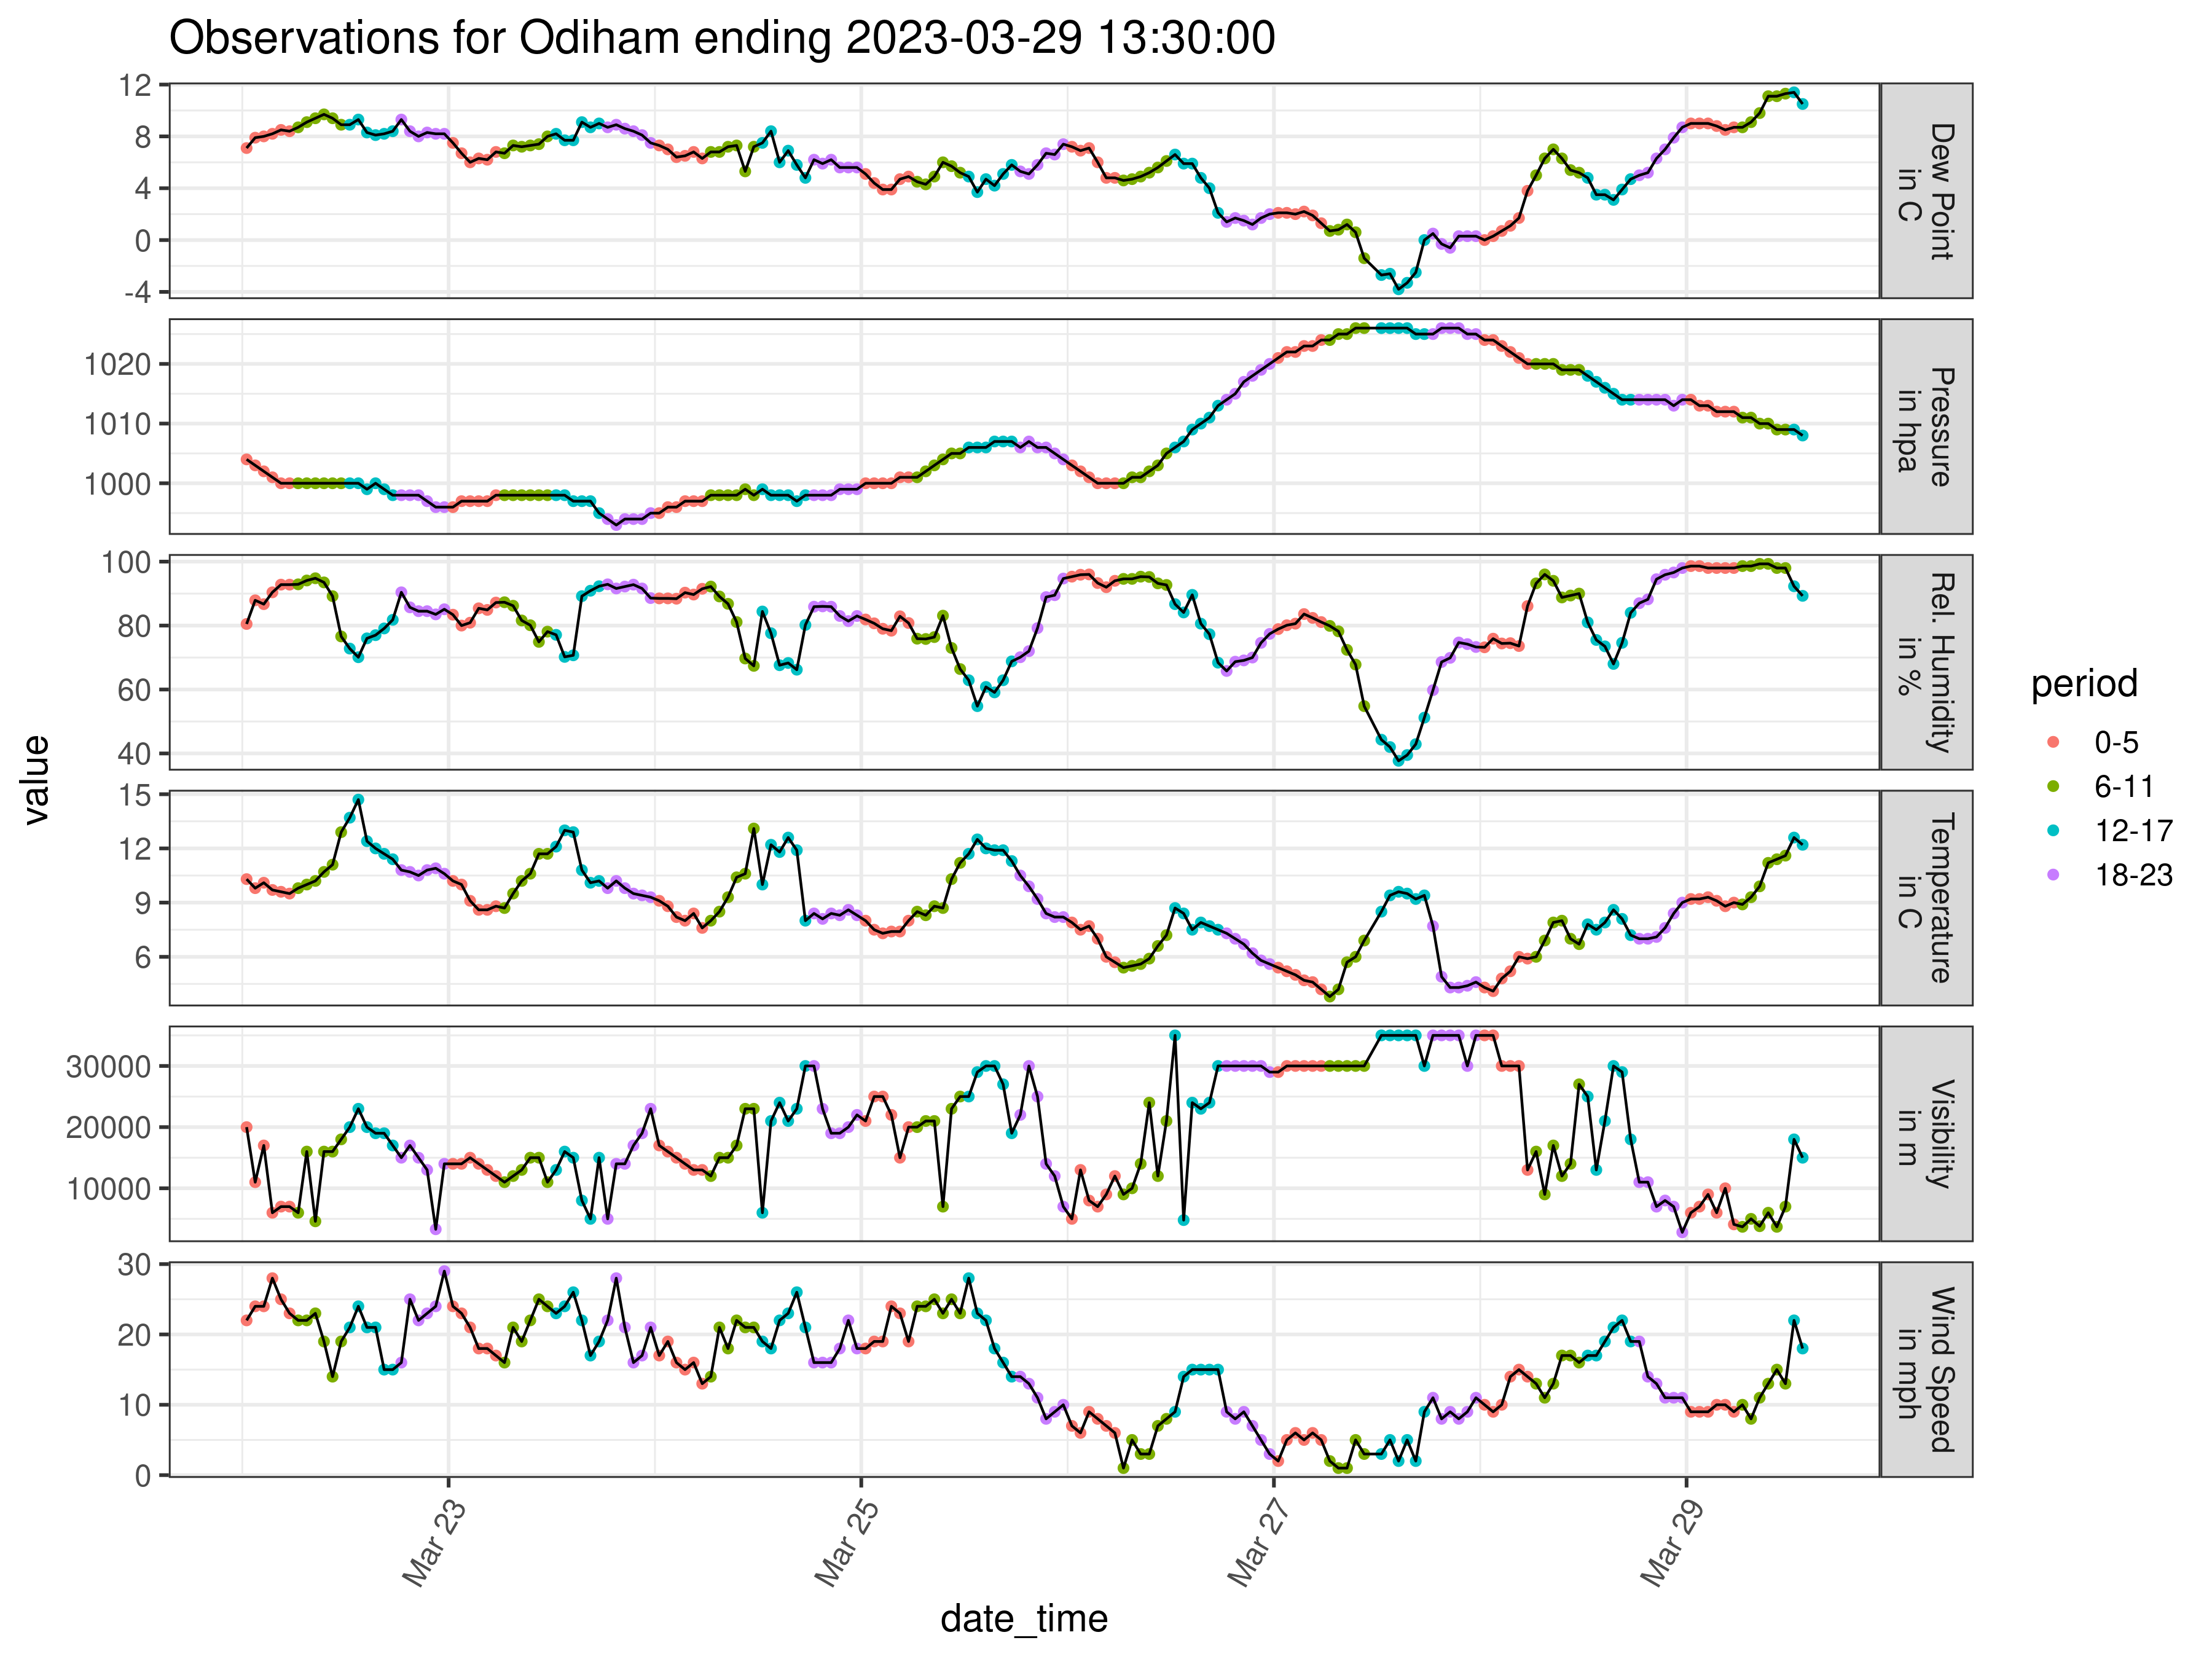 Observations for Odiham ending 2023-03-29 13:30:00
12
8
4
0
-4
Dew Point
in C
1020
1010
1000
Pressure
in hpa
100
80
60
40
Rel. Humidity
in %
15
12
9
6
Temperature
in C
30000
20000
10000
Visibility
in m
30
20
10
0
Wind Speed
in mph
value
Mar 23
Mar 25
Mar 27
Mar 29
date_time
period
0-5
6-11
12-17
18-23